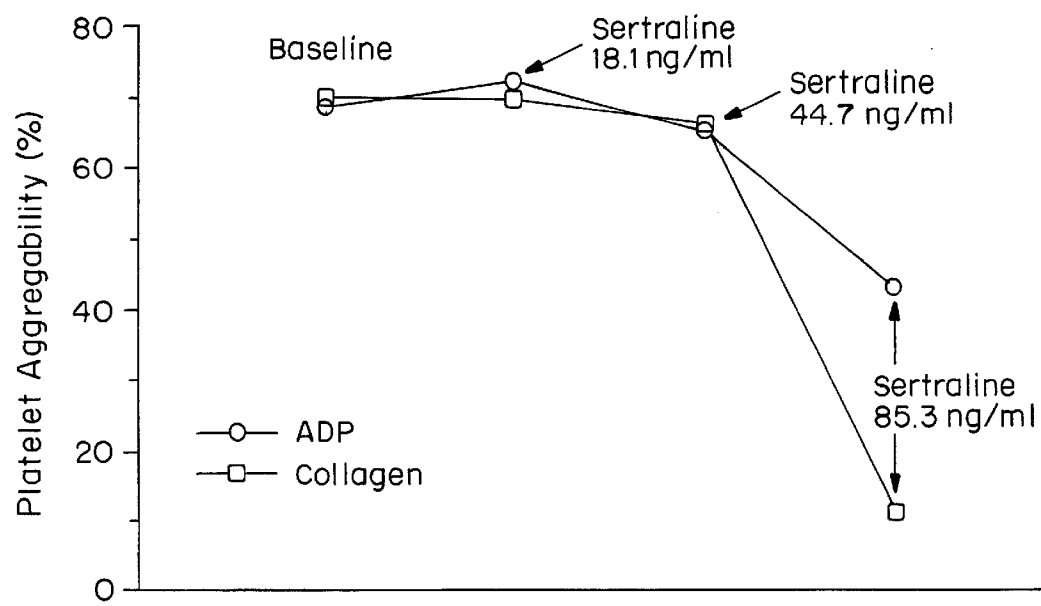 80
60
40
20
0
Platelet Aggregability (%)
Baseline
Sertraline
18.1 ng/ml
Sertraline
44.7 ng/ml
Sertraline
85.3 ng/ml
ADP
Collagen